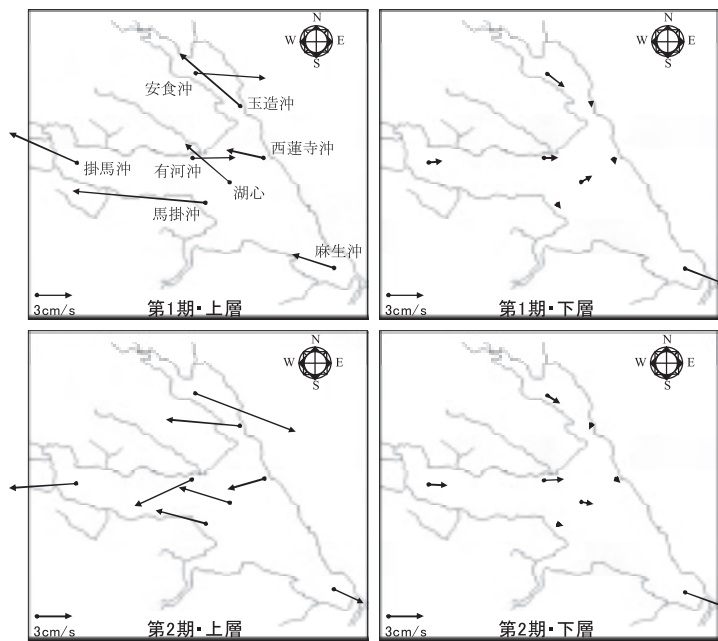 N
W E
S
安食沖
玉造沖
掛馬沖
有河沖
西蓮寺沖
湖心
馬掛沖
麻生沖
3cm/s
第1期・上層
N
W E
S
3cm/s
第1期・下層
N
W E
S
3cm/s
第2期・上層
N
W E
S
3cm/s
第2期・下層